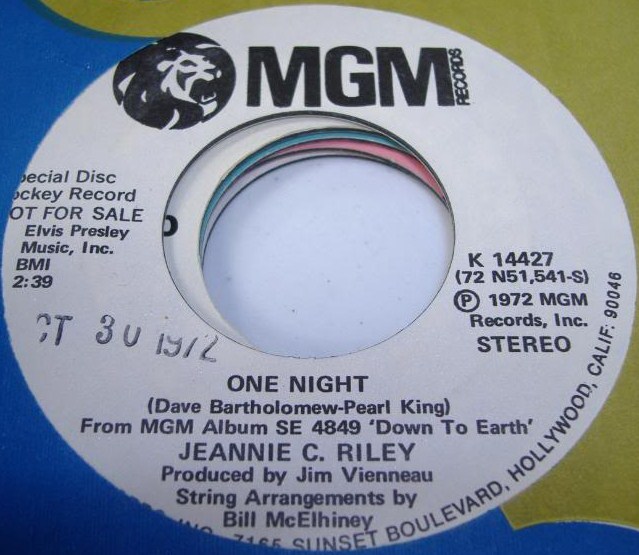 MGM
RECORDS
pecial Disc
ockey Record
OT FOR SALE
Elvis Presley
Music, Inc.
BMI
2:39
K 14427
(72 N51,541-S)
Ⓟ 1972 MGM
Records, Inc.
STEREO
CT 30 1972
ONE NIGHT
(Dave Bartholomew-Pearl King)
From MGM Album SE 4849 'Down To Earth'
JEANNIE C. RILEY
Produced by Jim Vienneau
String Arrangements by
Bill McElhiney
INC. 7165 SUNSET BOULEVARD, HOLLYWOOD, CALIF. 90046